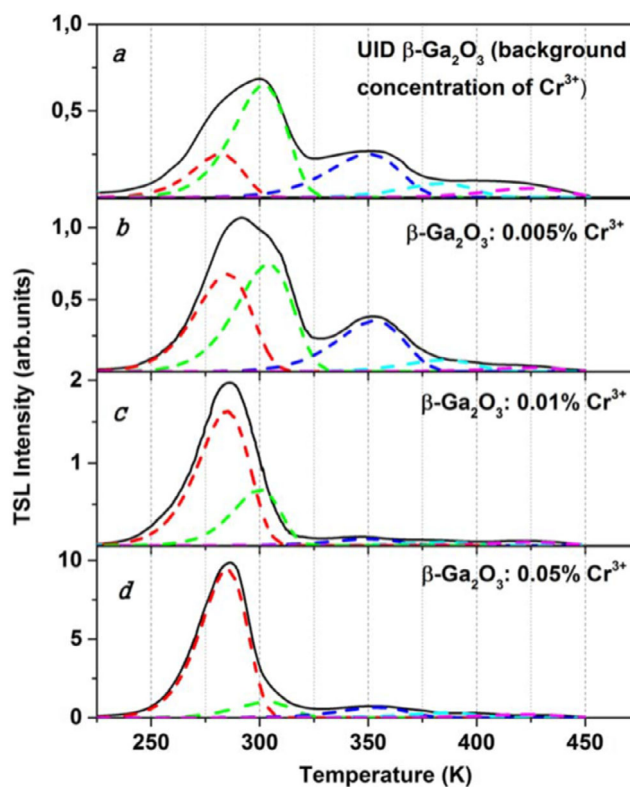 1,0
a
UID β-Ga₂O₃ (background
concentration of Cr³⁺)
0,5
b
1,0
β-Ga₂O₃: 0.005% Cr³⁺
0,5
2
c
β-Ga₂O₃: 0.01% Cr³⁺
1
10
d
β-Ga₂O₃: 0.05% Cr³⁺
5
0
TSL Intensity (arb.units)
250 300 350 400 450
Temperature (K)